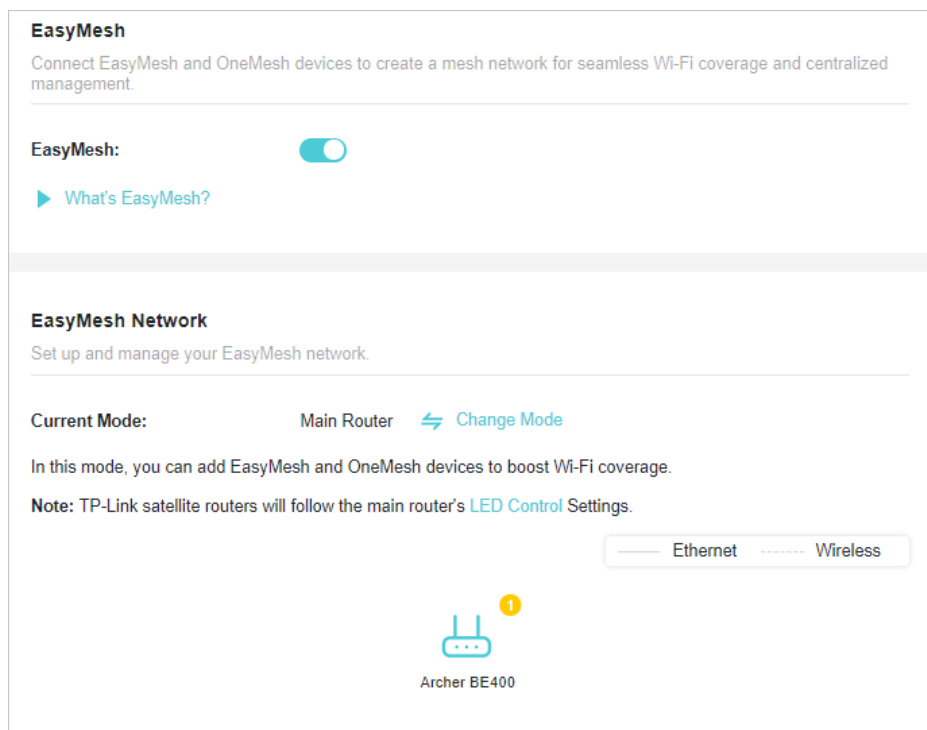 EasyMesh
Connect EasyMesh and OneMesh devices to create a mesh network for seamless Wi-Fi coverage and centralized
management.
EasyMesh:
What's EasyMesh?
EasyMesh Network
Set up and manage your EasyMesh network.
Current Mode: Main Router Change Mode
In this mode, you can add EasyMesh and OneMesh devices to boost Wi-Fi coverage.
Note: TP-Link satellite routers will follow the main router's LED Control Settings.
Ethernet Wireless
1
Archer BE400